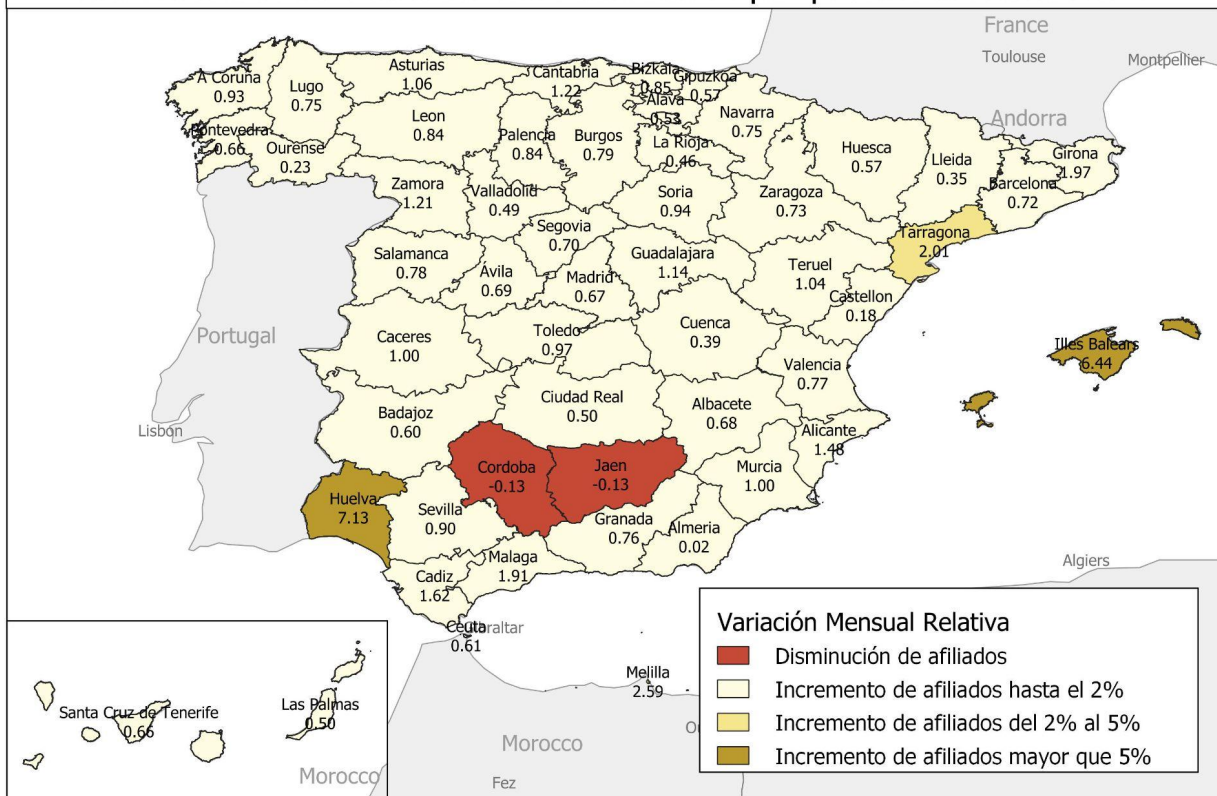 France
Toulouse
Montpellier
Andorra
A Coruña
0.93
Lugo
0.75
Asturias
1.06
Cantabria
1.22
Bizkaia
0.85
Gipuzkoa
0.57
Alava
0.53
Navarra
0.75
Pontevedra
0.66
Ourense
0.23
Leon
0.84
Palencia
0.84
Burgos
0.79
La Rioja
0.46
Huesca
0.57
Lleida
0.35
Girona
1.97
Barcelona
0.72
Zamora
1.21
Valladolid
0.49
Soria
0.94
Zaragoza
0.73
Tarragona
2.01
Segovia
0.70
Salamanca
0.78
Ávila
0.69
Madrid
0.67
Guadalajara
1.14
Teruel
1.04
Castellon
0.18
Portugal
Caceres
1.00
Toledo
0.97
Cuenca
0.39
Valencia
0.77
Illes Balears
6.44
Lisbon
Badajoz
0.60
Ciudad Real
0.50
Albacete
0.68
Alicante
1.48
Huelva
7.13
Cordoba
-0.13
Jaen
-0.13
Murcia
1.00
Sevilla
0.90
Granada
0.76
Almeria
0.02
Cadiz
1.62
Malaga
1.91
Algiers
Ceuta
0.61
Gibraltar
Melilla
2.59
Santa Cruz de Tenerife
0.66
Las Palmas
0.50
Morocco
Morocco
Fez
Variación Mensual Relativa
Disminución de afiliados
Incremento de afiliados hasta el 2%
Incremento de afiliados del 2% al 5%
Incremento de afiliados mayor que 5%